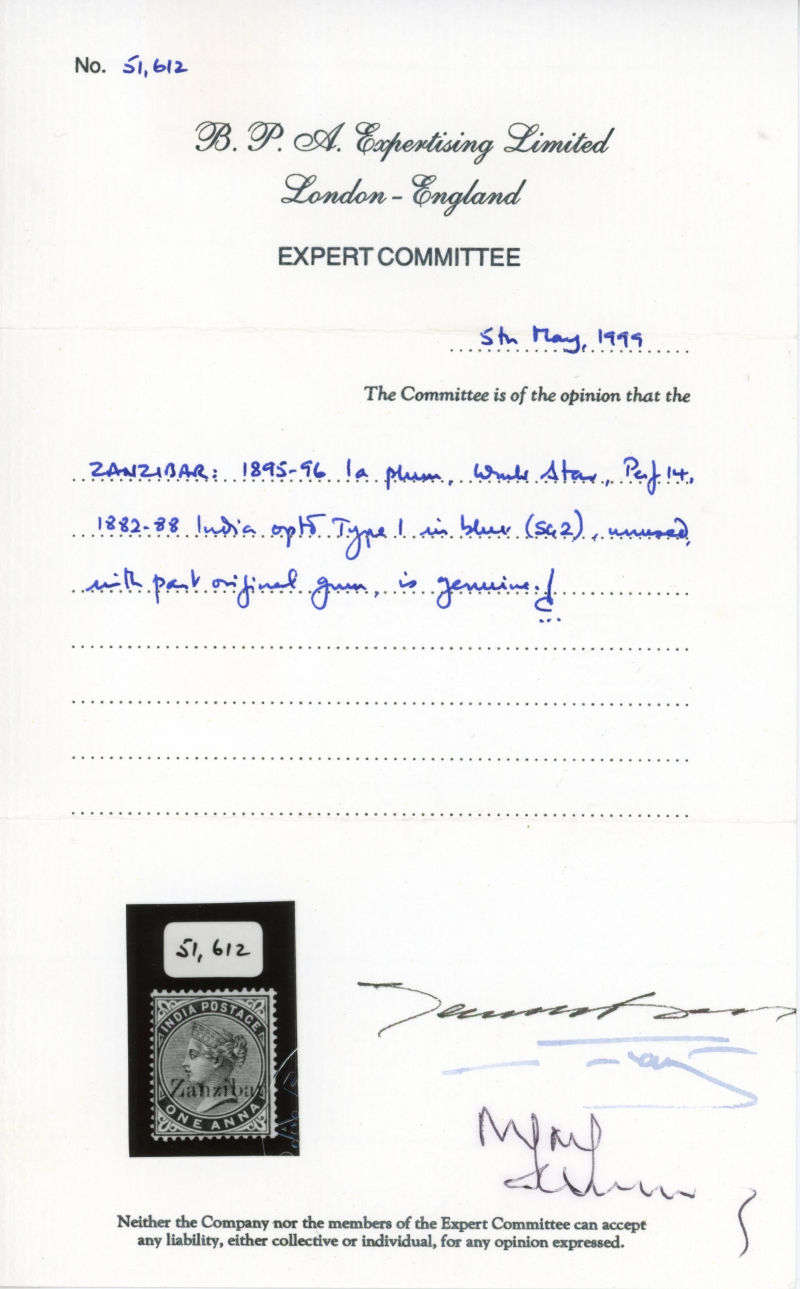 No. 51,612
B. P. A. Expertising Limited
London - England
EXPERT COMMITTEE
5th May, 1999
The Committee is of the opinion that the
ZANZIBAR: 1895-96 1a plum, Wmk Star, Perf 14,
1882-88 India optd Type 1 in blue (SG.2), unused,
with part original gum, is genuine.
51,612
INDIA POSTAGE
Zanzibar
ONE ANNA
Neither the Company nor the members of the Expert Committee can accept
any liability, either collective or individual, for any opinion expressed.